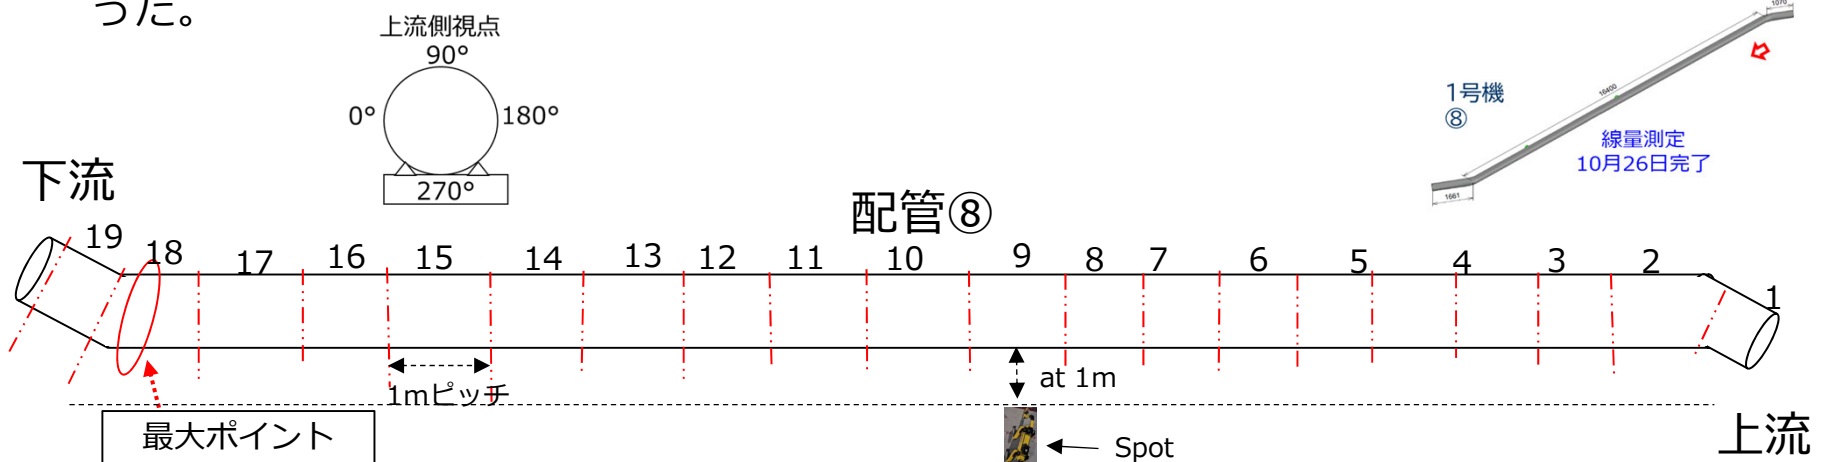 った。
上流側視点
90°
0°
180°
270°
1070
16400
1号機
⑧
線量測定
10月26日完了
1661
下流
配管⑧
19 18 17 16 15 14 13 12 11 10 9 8 7 6 5 4 3 2 1
1mピッチ
at 1m
最大ポイント
Spot
上流